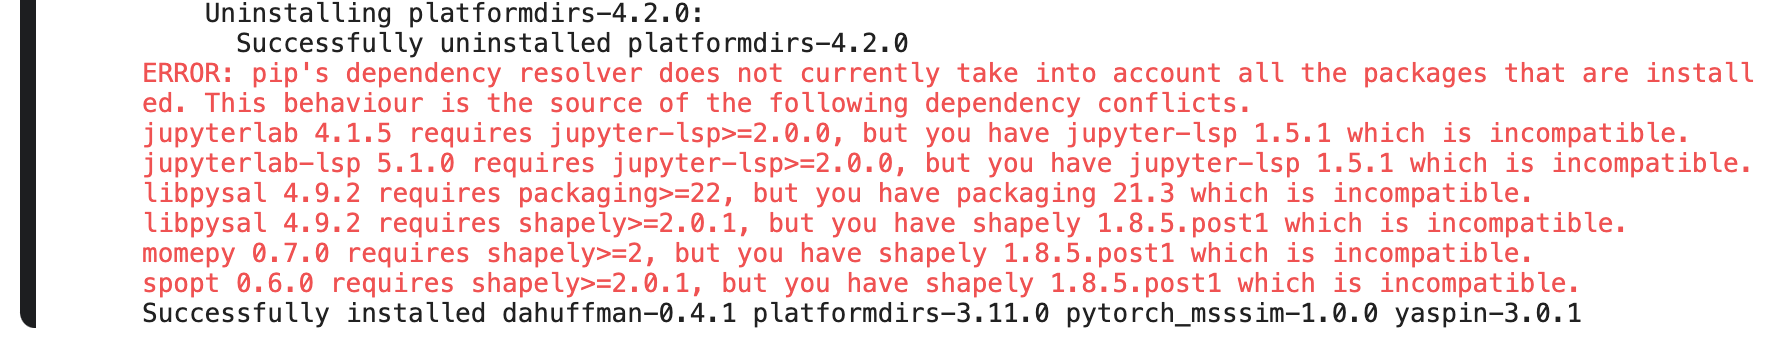 Uninstalling platformdirs-4.2.0:
Successfully uninstalled platformdirs-4.2.0
ERROR: pip's dependency resolver does not currently take into account all the packages that are install
ed. This behaviour is the source of the following dependency conflicts.
jupyterlab 4.1.5 requires jupyter-lsp>=2.0.0, but you have jupyter-lsp 1.5.1 which is incompatible.
jupyterlab-lsp 5.1.0 requires jupyter-lsp>=2.0.0, but you have jupyter-lsp 1.5.1 which is incompatible.
libpysal 4.9.2 requires packaging>=22, but you have packaging 21.3 which is incompatible.
libpysal 4.9.2 requires shapely>=2.0.1, but you have shapely 1.8.5.post1 which is incompatible.
momepy 0.7.0 requires shapely>=2, but you have shapely 1.8.5.post1 which is incompatible.
spopt 0.6.0 requires shapely>=2.0.1, but you have shapely 1.8.5.post1 which is incompatible.
Successfully installed dahuffman-0.4.1 platformdirs-3.11.0 pytorch_msssim-1.0.0 yaspin-3.0.1